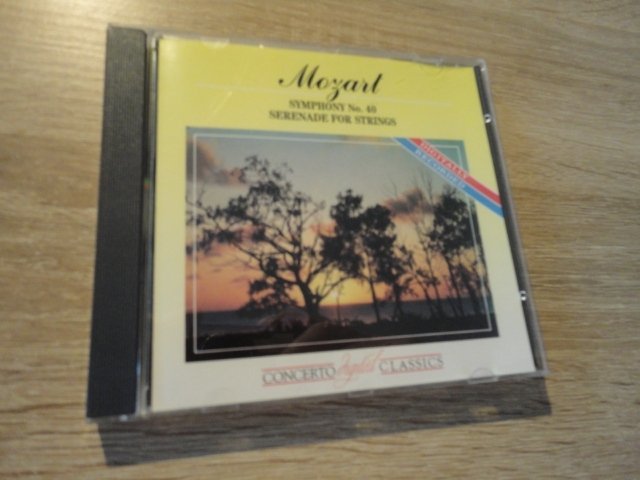 Mozart
SYMPHONY No. 40
SERENADE FOR STRINGS
DIGITALLY
RECORDED
CONCERTO Digital CLASSICS